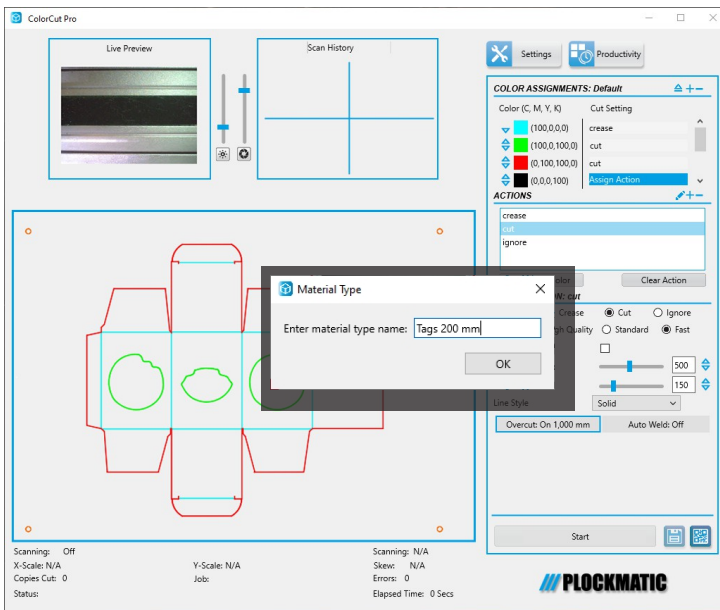 ColorCut Pro
Live Preview
Scan History
Settings
Productivity
COLOR ASSIGNMENTS: Default
Color (C, M, Y, K) Cut Setting
(100,0,0,0) crease
(100,0,100,0) cut
(0,100,100,0) cut
(0,0,0,100) Assign Action
ACTIONS
crease
cut
ignore
Clear Action
Material Type
Enter material type name: Tags 200 mm
OK
: cut
Crease Cut Ignore
Quality Standard Fast
500
150
Line Style Solid
Overcut: On 1,000 mm Auto Weld: Off
Start
Scanning: Off
X-Scale: N/A
Copies Cut: 0
Status:
Y-Scale: N/A
Job:
Scanning: N/A
Skew: N/A
Errors: 0
Elapsed Time: 0 Secs
PLOCKMATIC